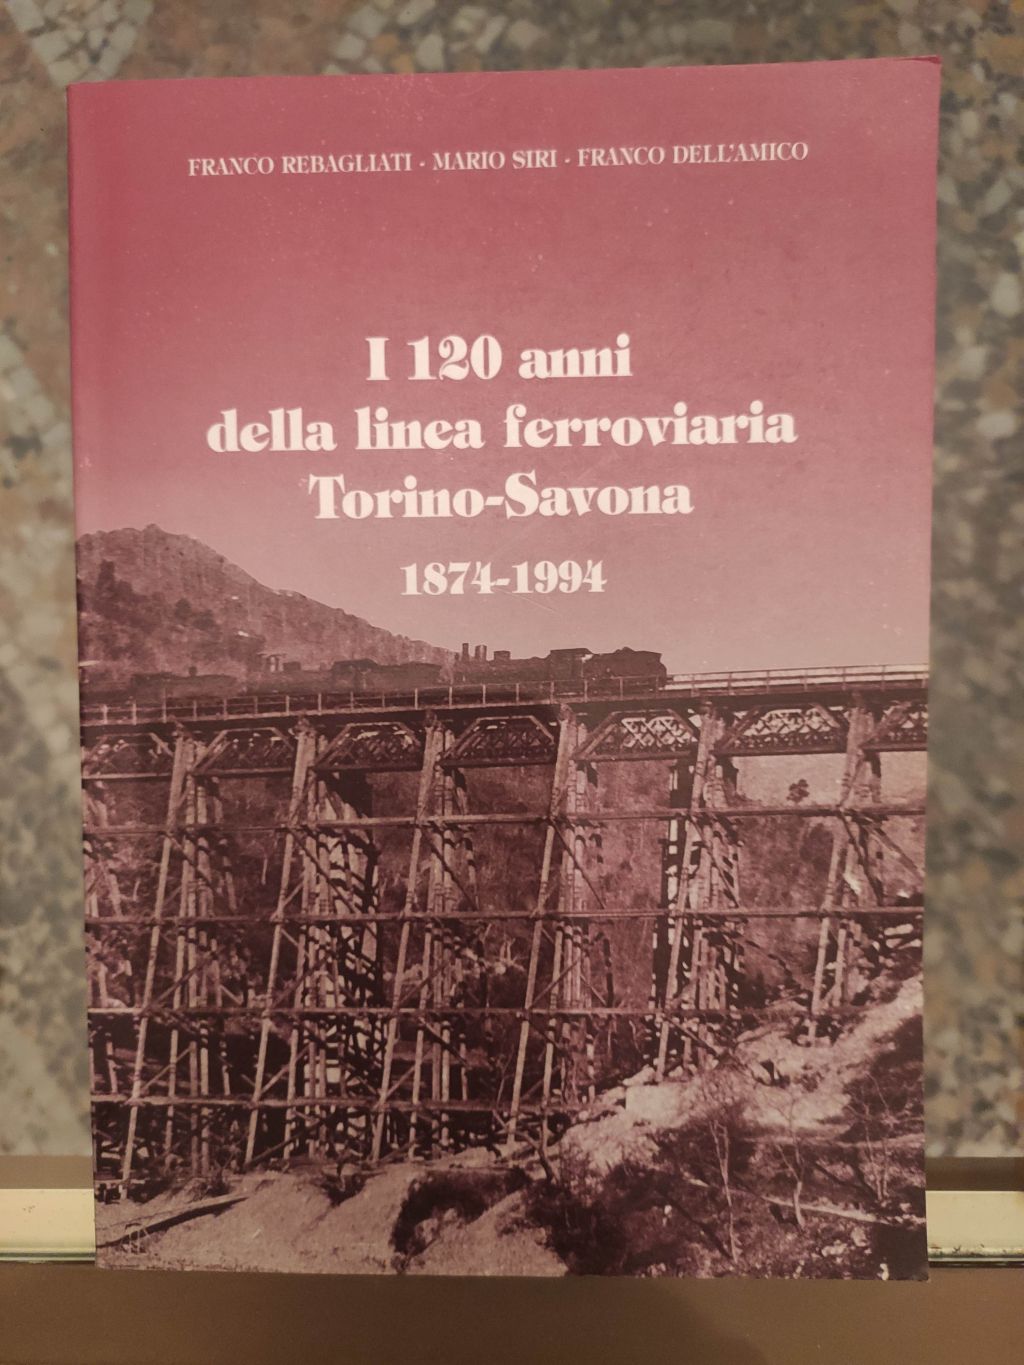 FRANCO REBAGLIATI - MARIO SIRI - FRANCO DELL'AMICO
I 120 anni
della linea ferroviaria
Torino-Savona
1874-1994